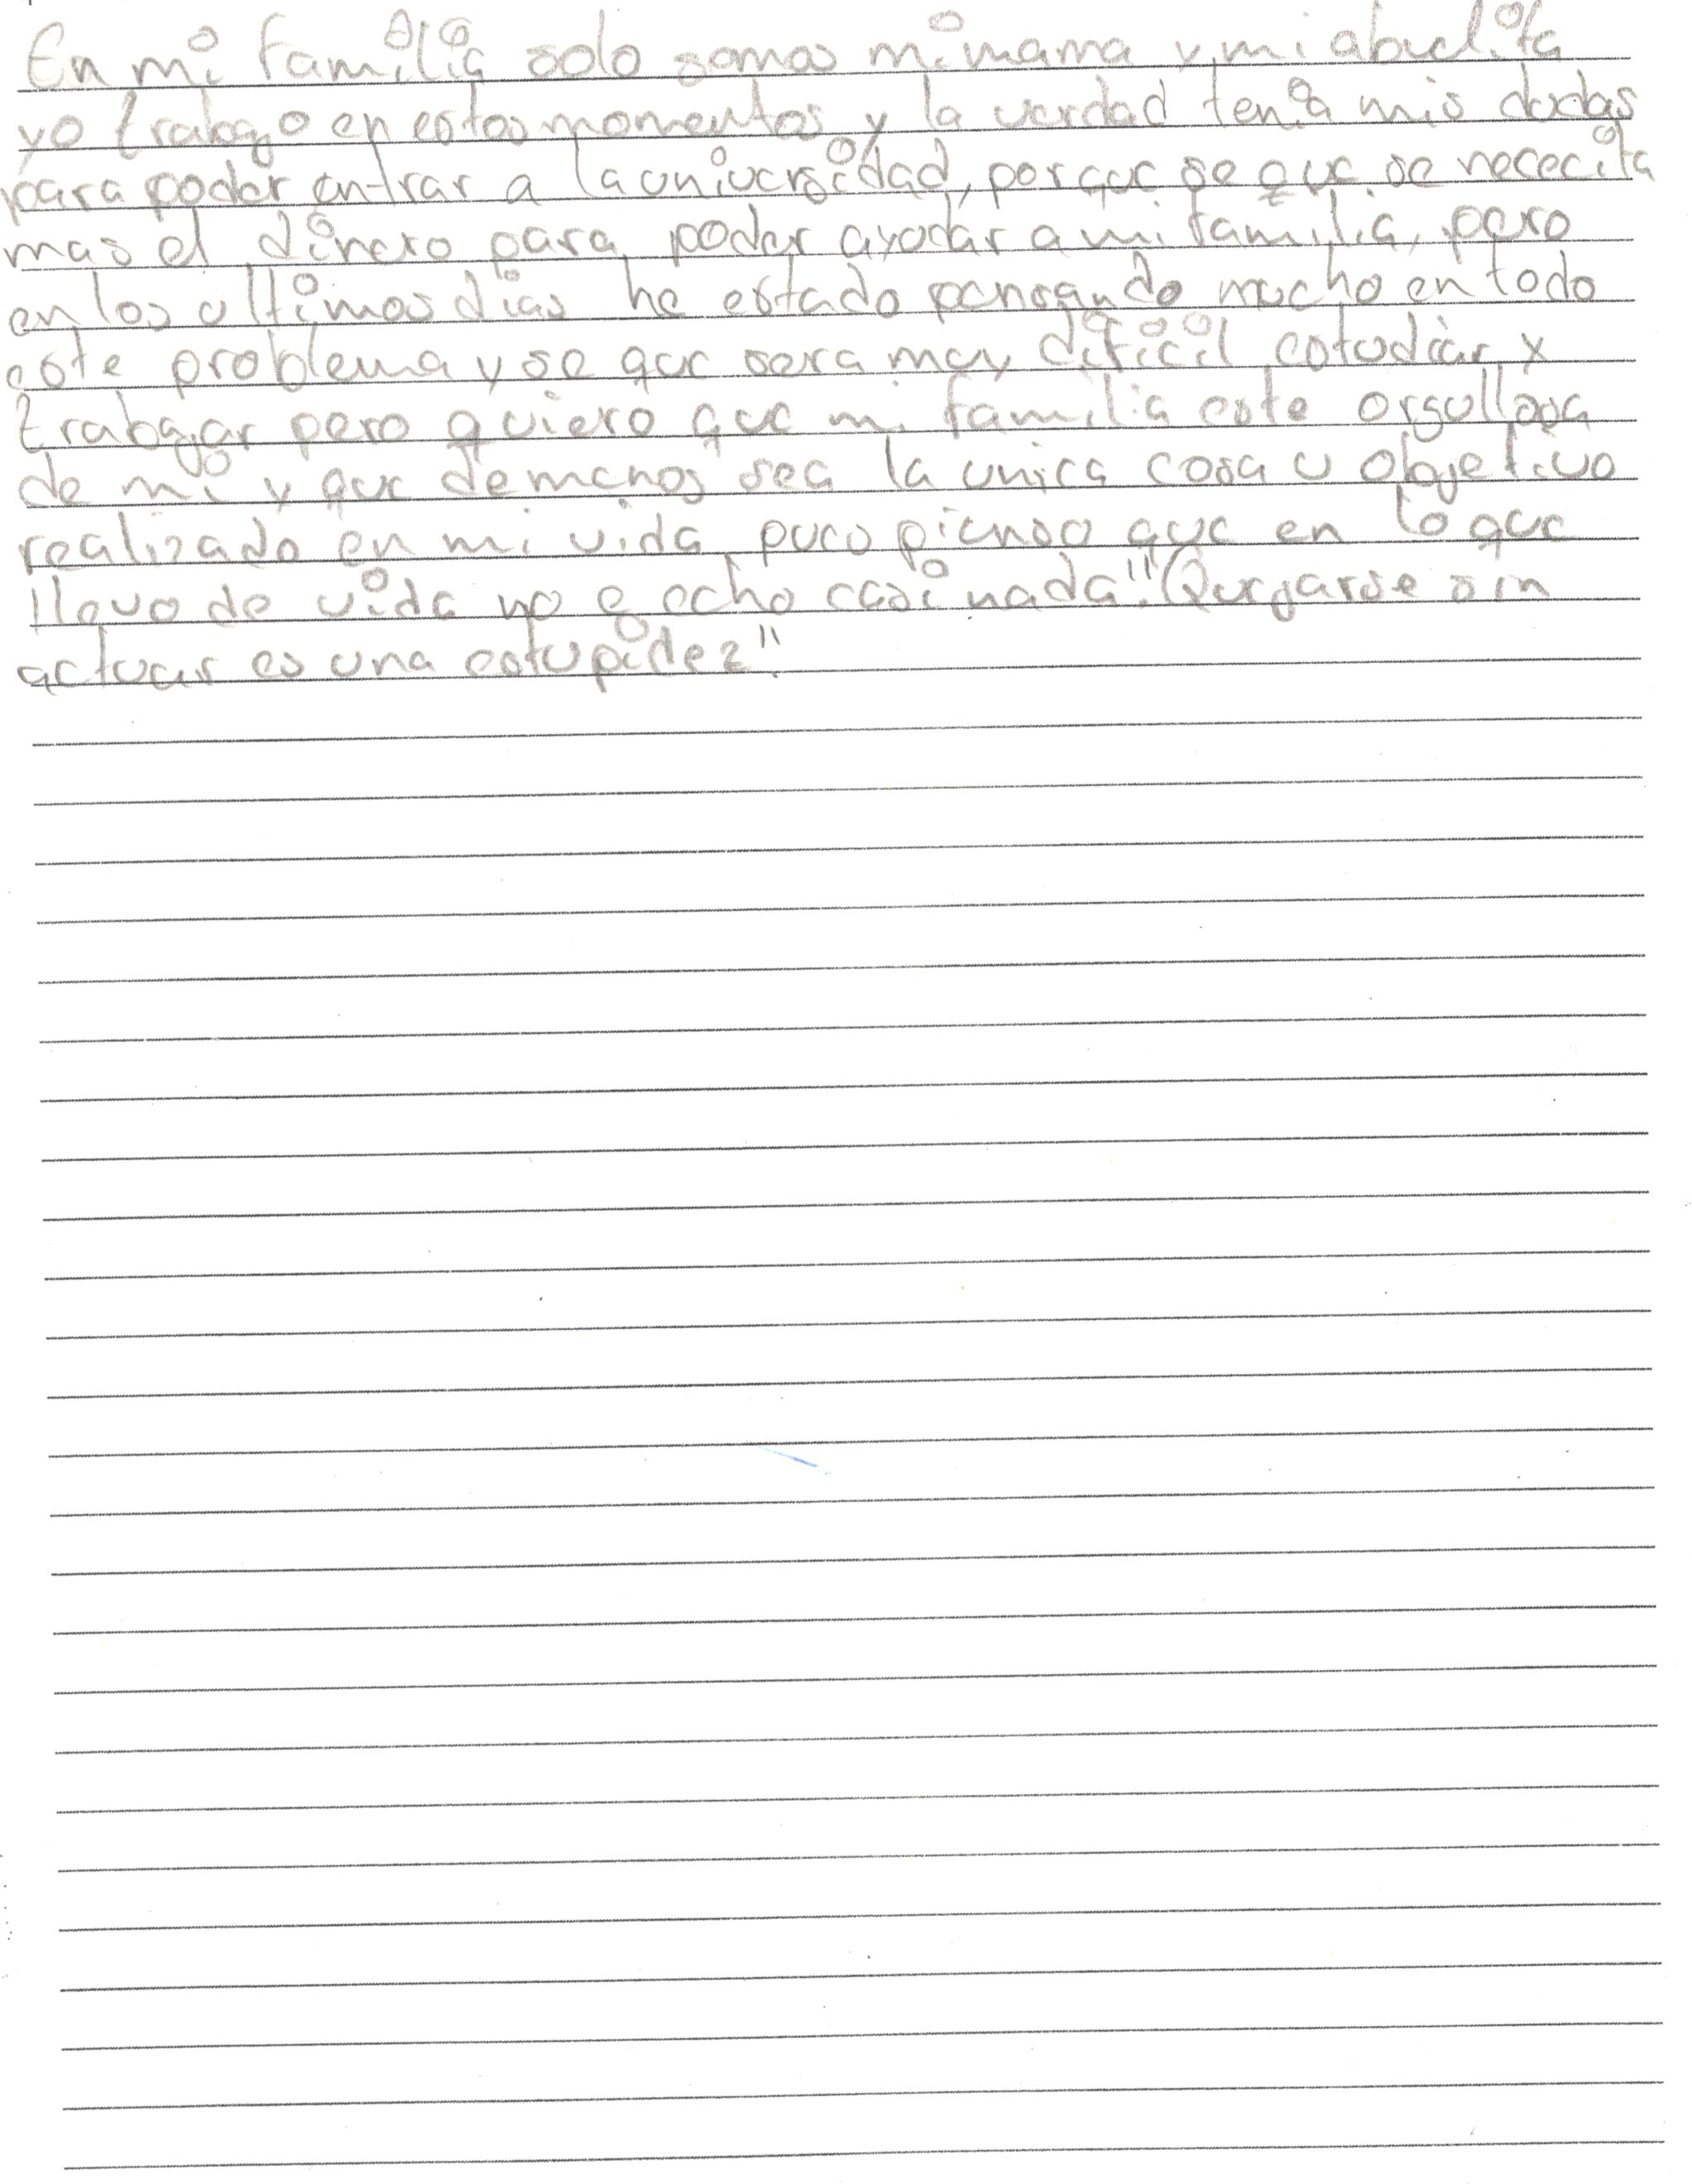 En mi familia solo somos mi mama y mi abuelita
yo trabago en estos momentos y la verdad tenia mis dudas
para poder entrar a la universidad, porque se que se nececita
mas el dinero para poder ayudar a mi familia, pero
en los ultimos dias he estado pensando mucho en todo
este problema y se que sera muy dificil estudiar y
trabajar pero quiero que mi familia este orgullosa
de mi y que demenos sea la unica cosa u objetivo
realizado en mi vida, pues pienso que en lo que
llevo de vida no e echo casi nada. "Quejarse sin
actuar es una estupidez".